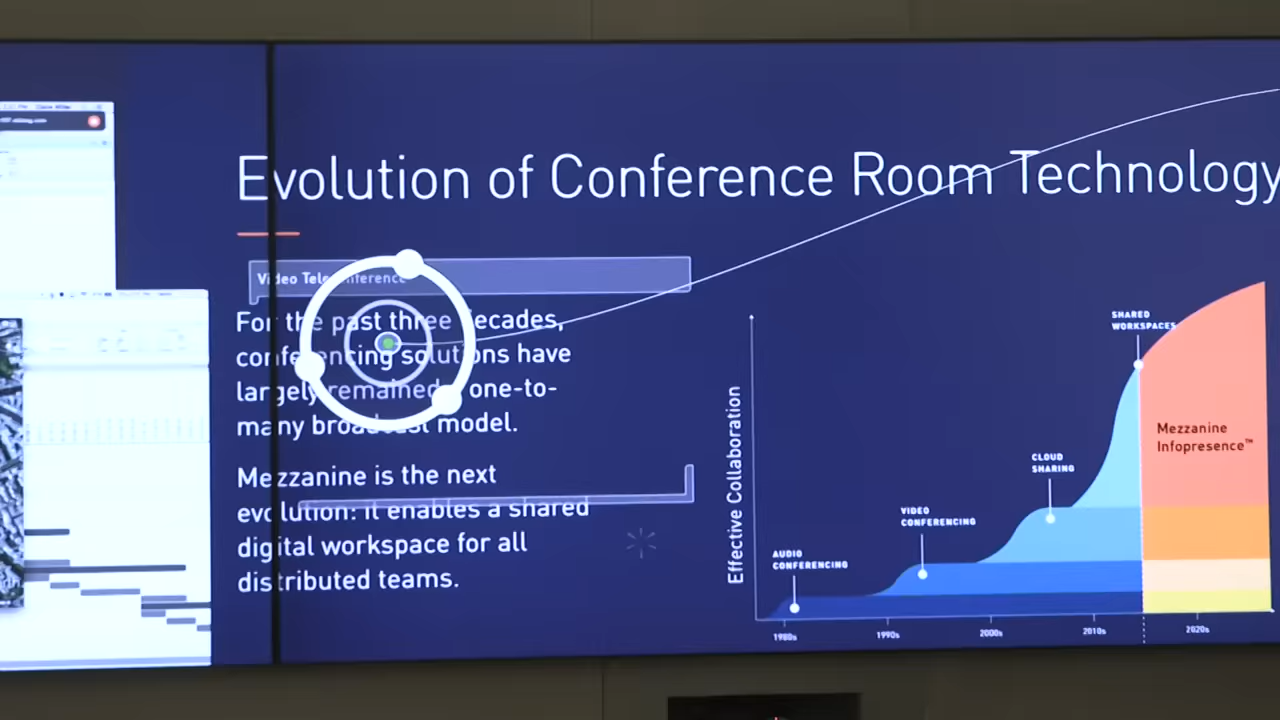 Evolution of Conference Room Technology
Video Teleconference
For the past three decades,
conferencing solutions have
largely remained one-to-
many broadcast model.
Mezzanine is the next
evolution: it enables a shared
digital workspace for all
distributed teams.
Effective Collaboration
AUDIO
CONFERENCING
VIDEO
CONFERENCING
CLOUD
SHARING
SHARED
WORKSPACES
Mezzanine
Infopresence™
1980s
1990s
2000s
2010s
2020s